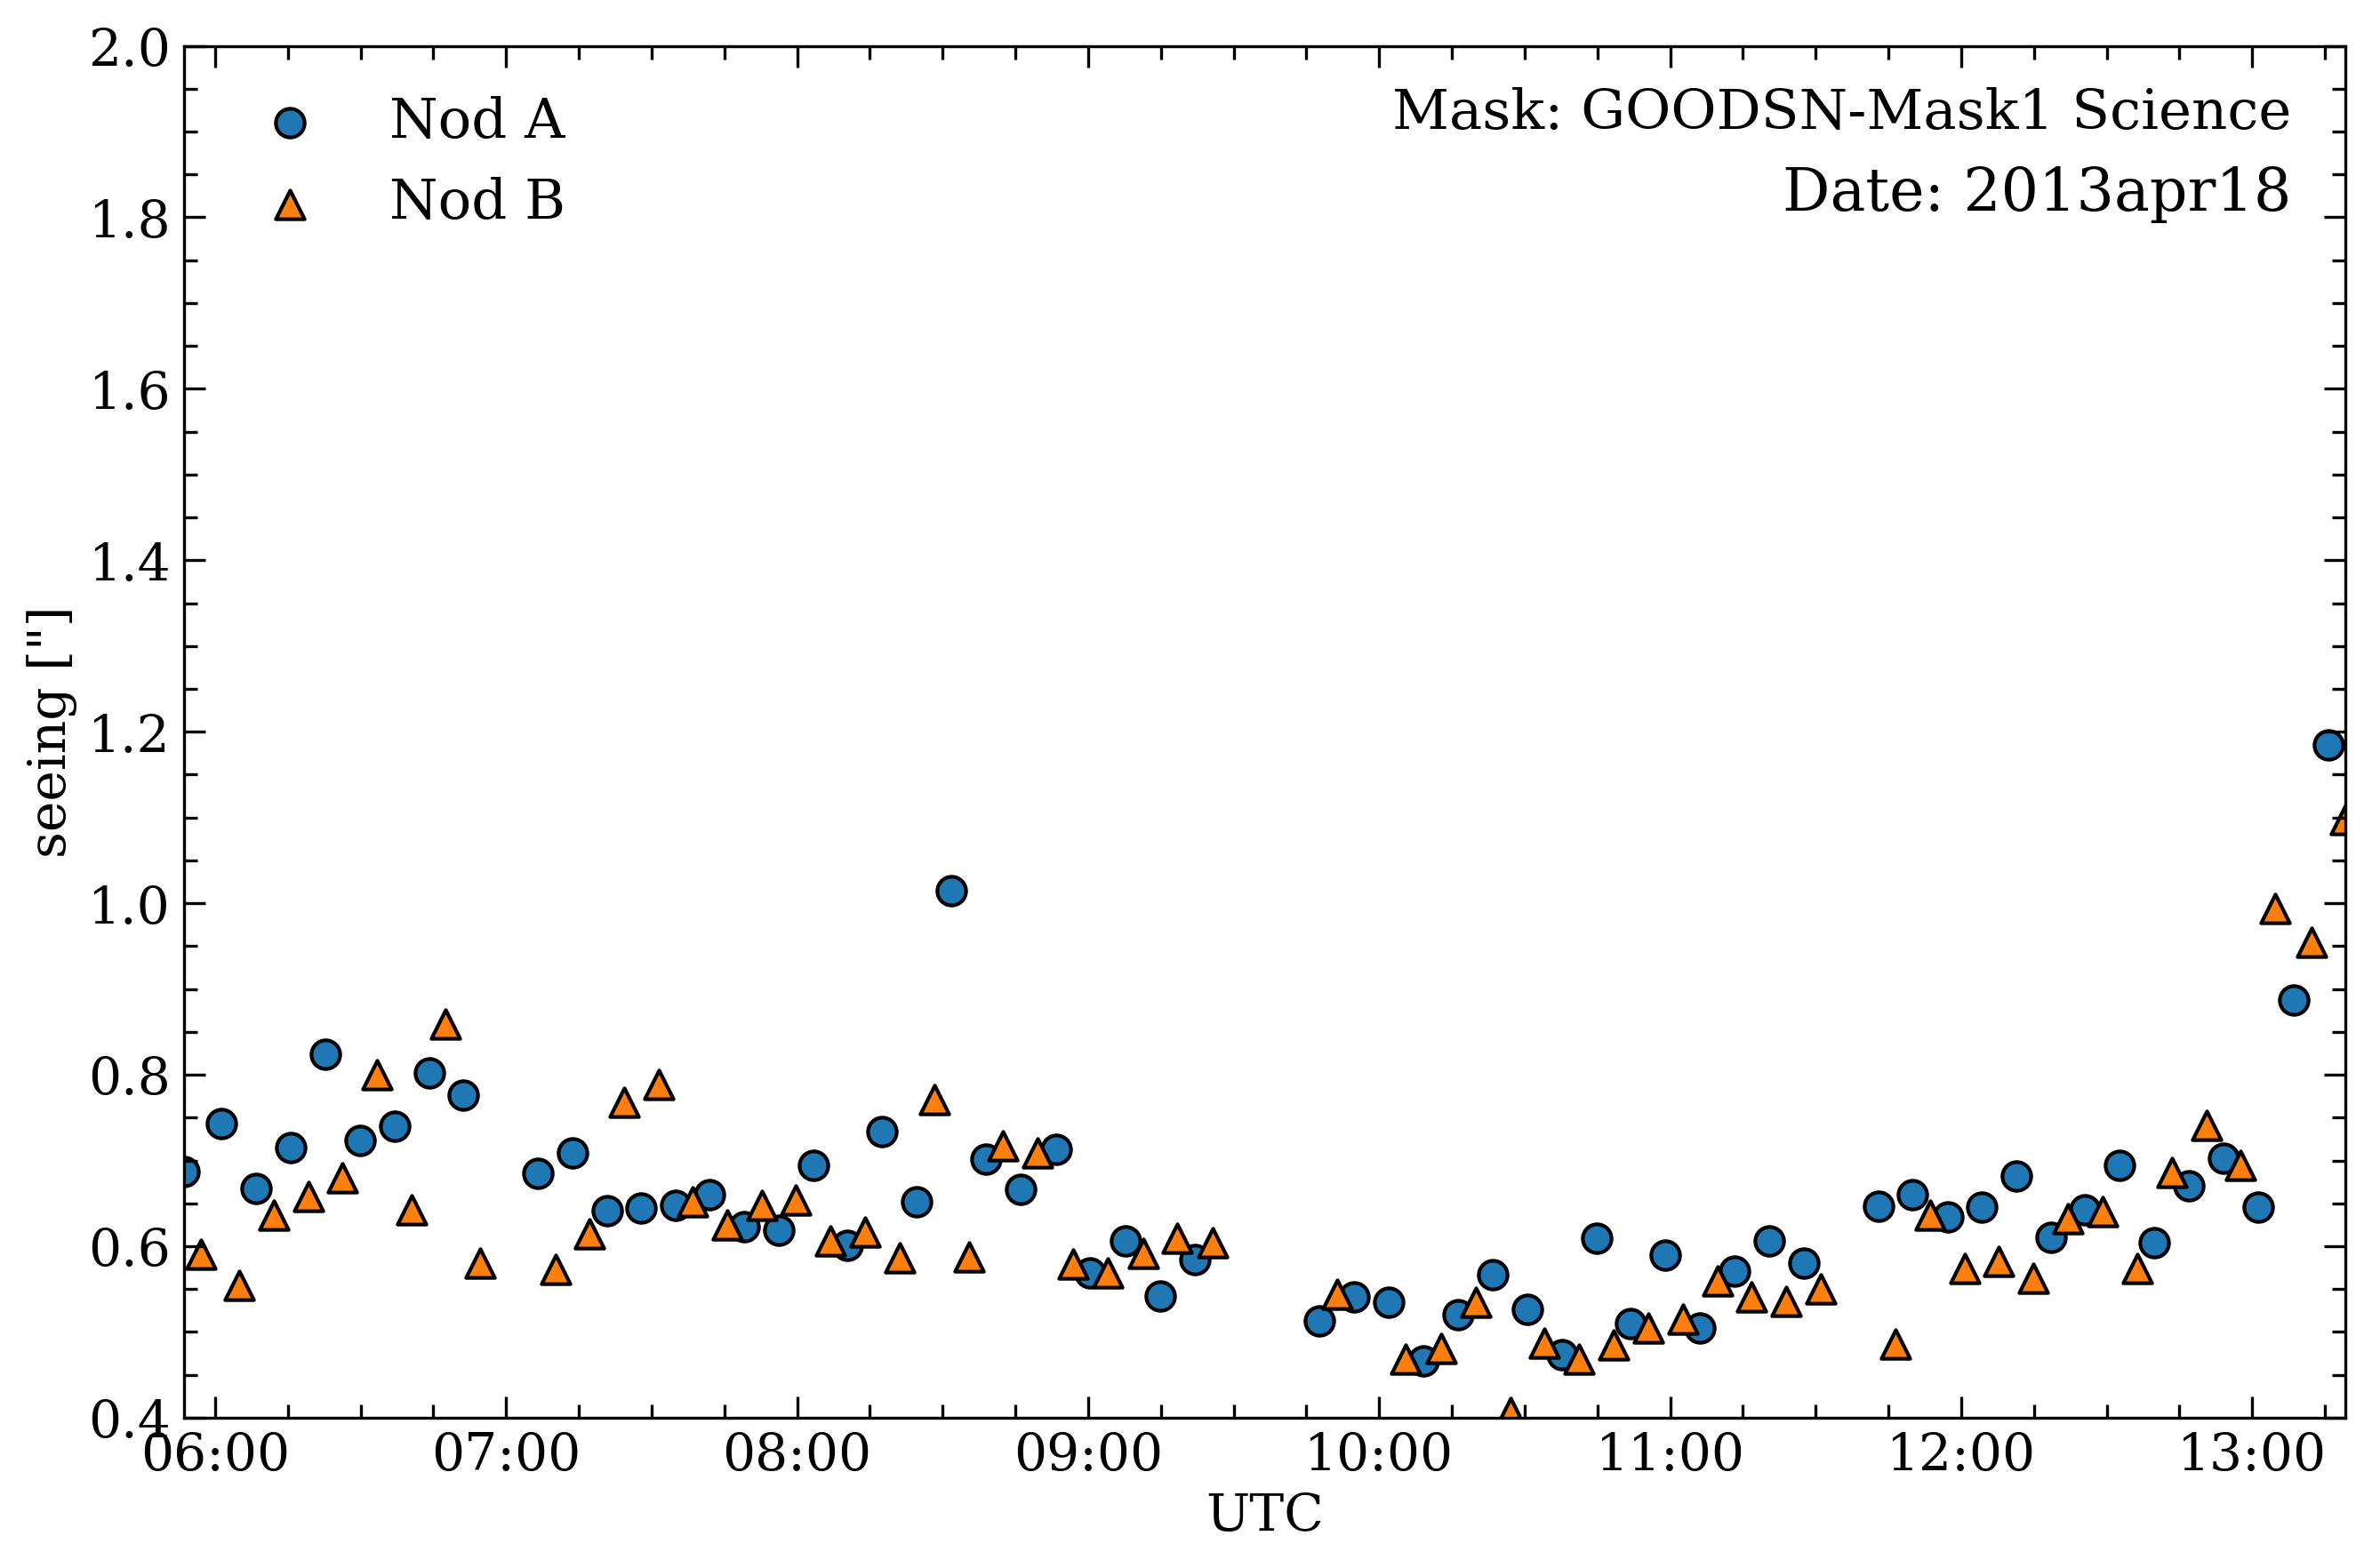 Mask: GOODSN-Mask1 Science
Date: 2013apr18
Nod A
Nod B
seeing ["]
2.0
1.8
1.6
1.4
1.2
1.0
0.8
0.6
0.4
06:00 07:00 08:00 09:00 10:00 11:00 12:00 13:00
UTC